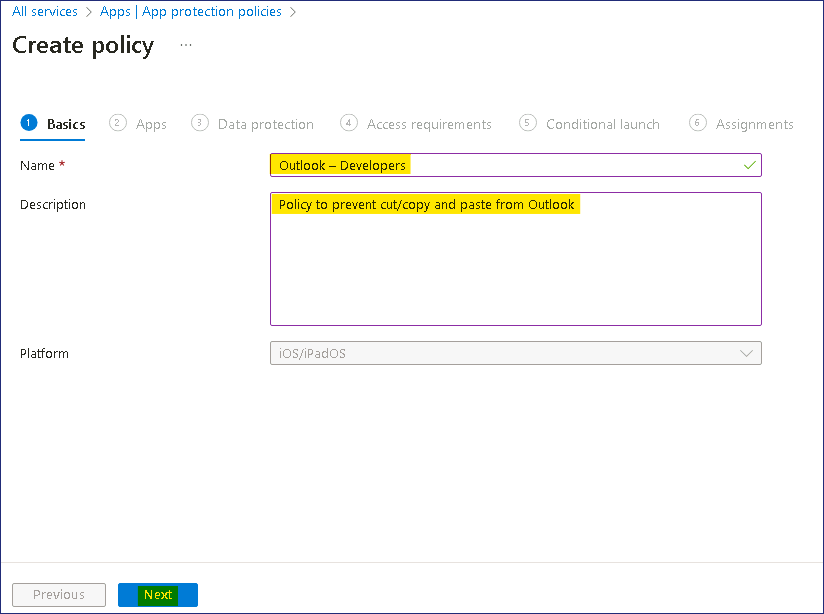 All services > Apps | App protection policies >
Create policy ...
1 Basics 2 Apps 3 Data protection 4 Access requirements 5 Conditional launch 6 Assignments
Name * Outlook – Developers
Description Policy to prevent cut/copy and paste from Outlook
Platform iOS/iPadOS
Previous Next